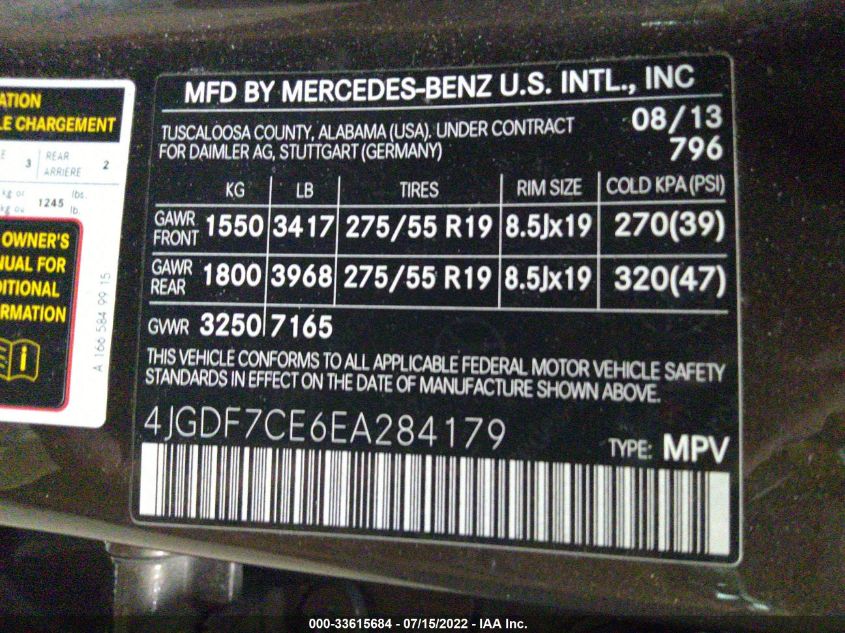 ATION
LE CHARGEMENT
3 REAR ARRIÈRE 2
kg or 1245 lbs.
kg ou lb.
OWNER'S
NUAL FOR
DITIONAL
ORMATION
A 166 584 99 15
MFD BY MERCEDES-BENZ U.S. INTL., INC
TUSCALOOSA COUNTY, ALABAMA (USA). UNDER CONTRACT 08/13
FOR DAIMLER AG, STUTTGART (GERMANY) 796
KG LB TIRES RIM SIZE COLD KPA (PSI)
GAWR FRONT 1550 3417 275/55 R19 8.5Jx19 270(39)
GAWR REAR 1800 3968 275/55 R19 8.5Jx19 320(47)
GVWR 3250 7165
THIS VEHICLE CONFORMS TO ALL APPLICABLE FEDERAL MOTOR VEHICLE SAFETY
STANDARDS IN EFFECT ON THE DATE OF MANUFACTURE SHOWN ABOVE.
4JGDF7CE6EA284179
TYPE: MPV
000-33615684 - 07/15/2022 - IAA Inc.